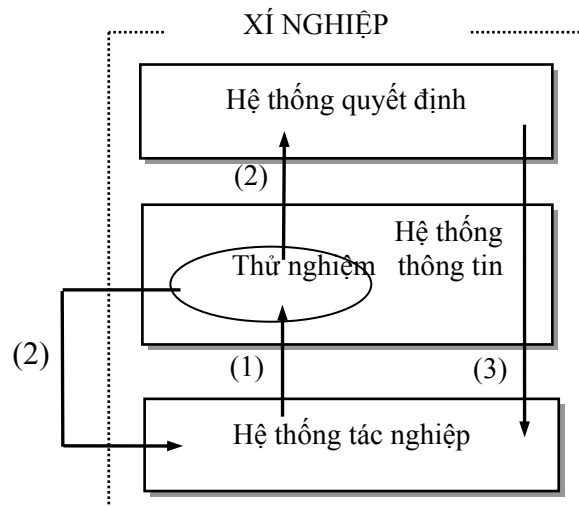 XÍ NGHIỆP
Hệ thống quyết định
(2)
Hệ thống
Thử nghiệm thông tin
(2)
(1)
(3)
Hệ thống tác nghiệp